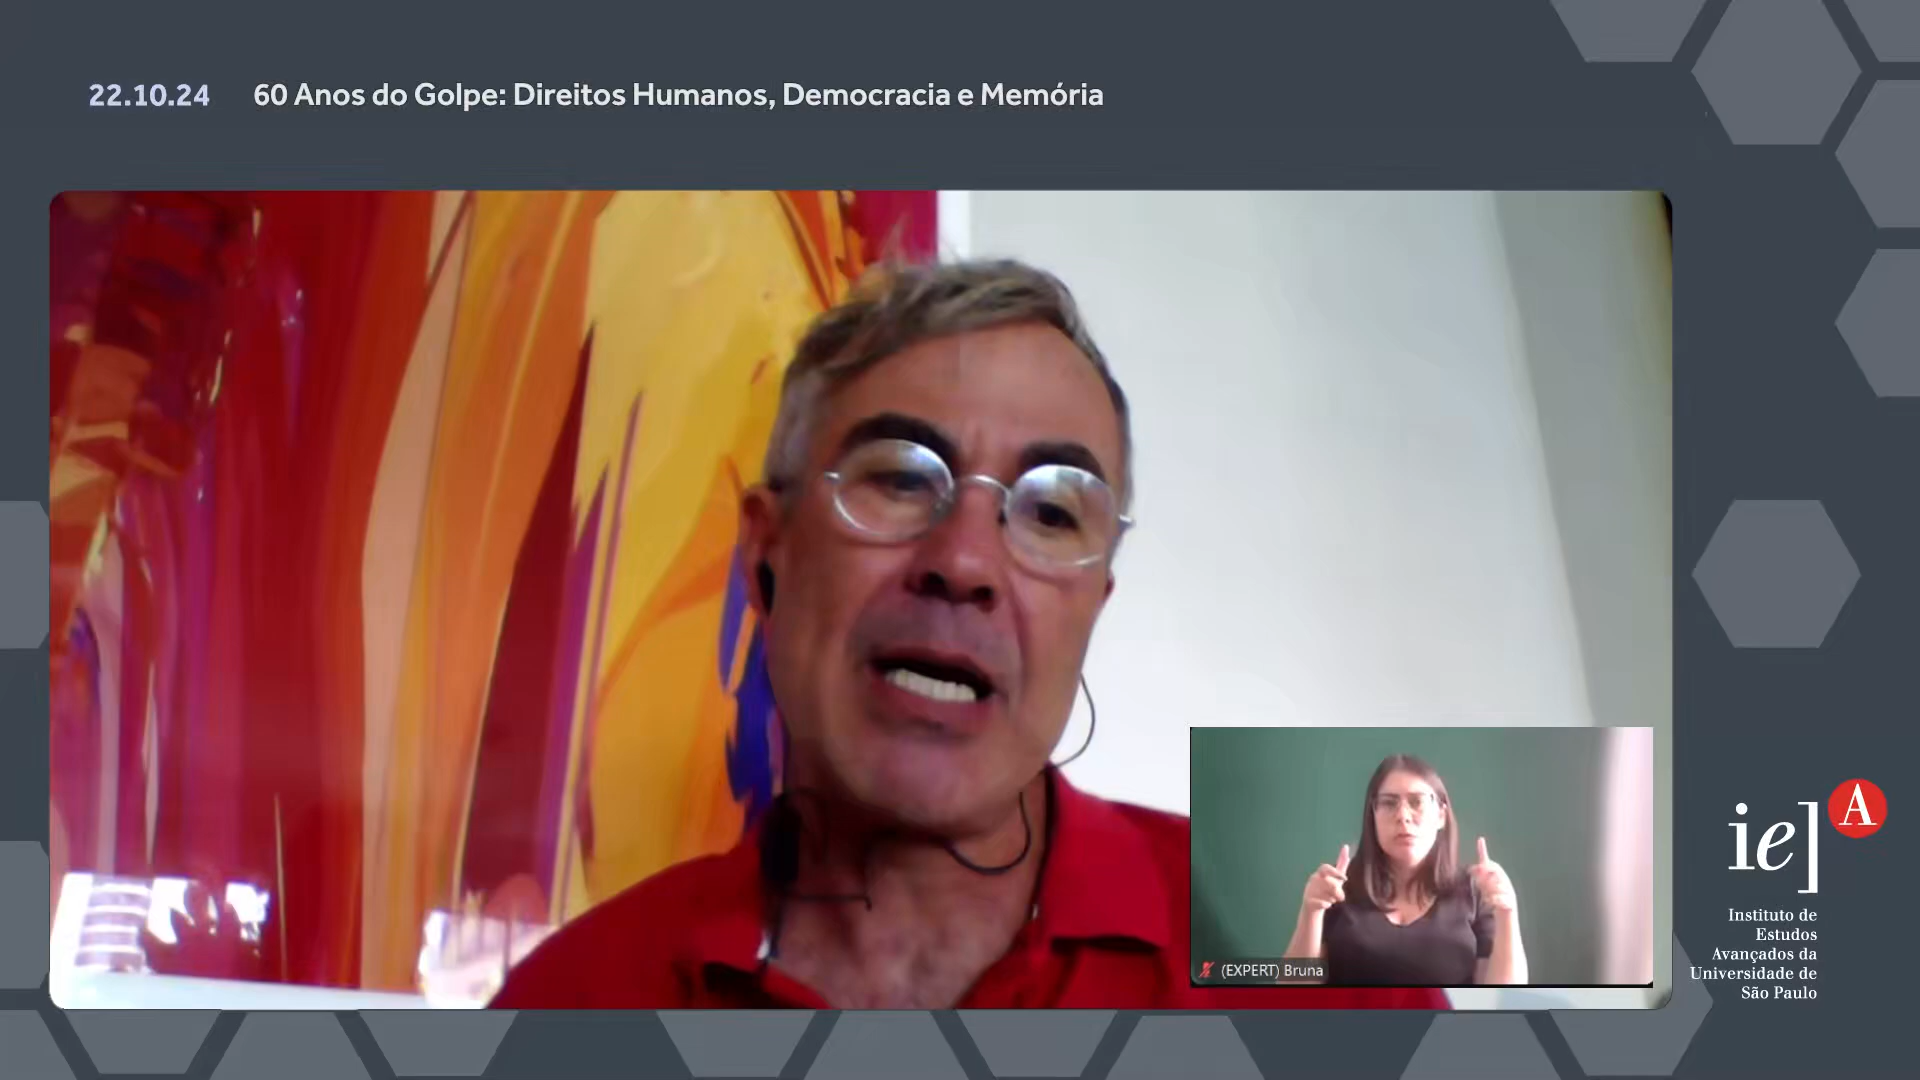 22.10.24 60 Anos do Golpe: Direitos Humanos, Democracia e Memória
(EXPERT) Bruna
ie] A
Instituto de
Estudos
Avançados da
Universidade de
São Paulo